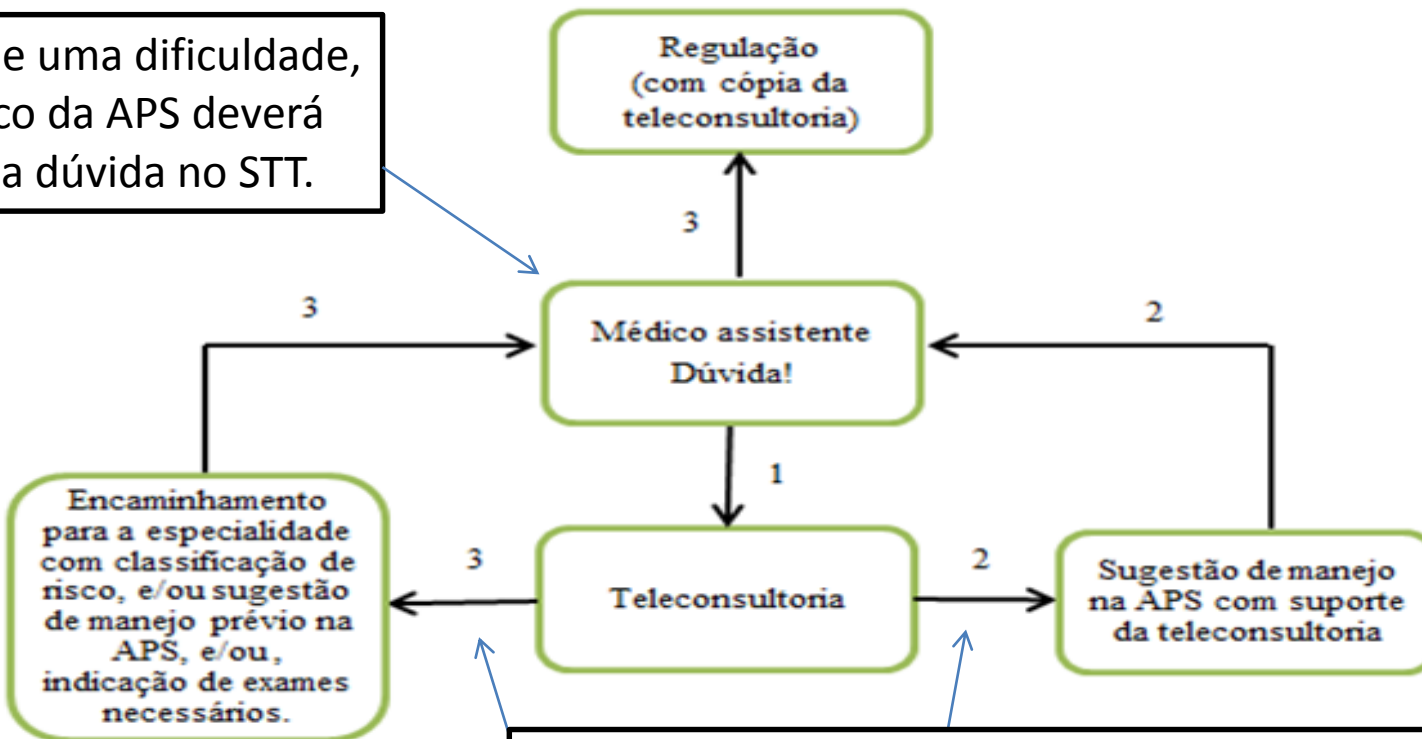 e uma dificuldade,
co da APS deverá
a dúvida no STT.
Regulação
(com cópia da
teleconsultoria)
3
3
Médico assistente
Dúvida!
2
1
Encaminhamento
para a especialidade
com classificação de
risco, e/ou sugestão
de manejo prévio na
APS, e/ou,
indicação de exames
necessários.
3
Teleconsultoria
2
Sugestão de manejo
na APS com suporte
da teleconsultoria